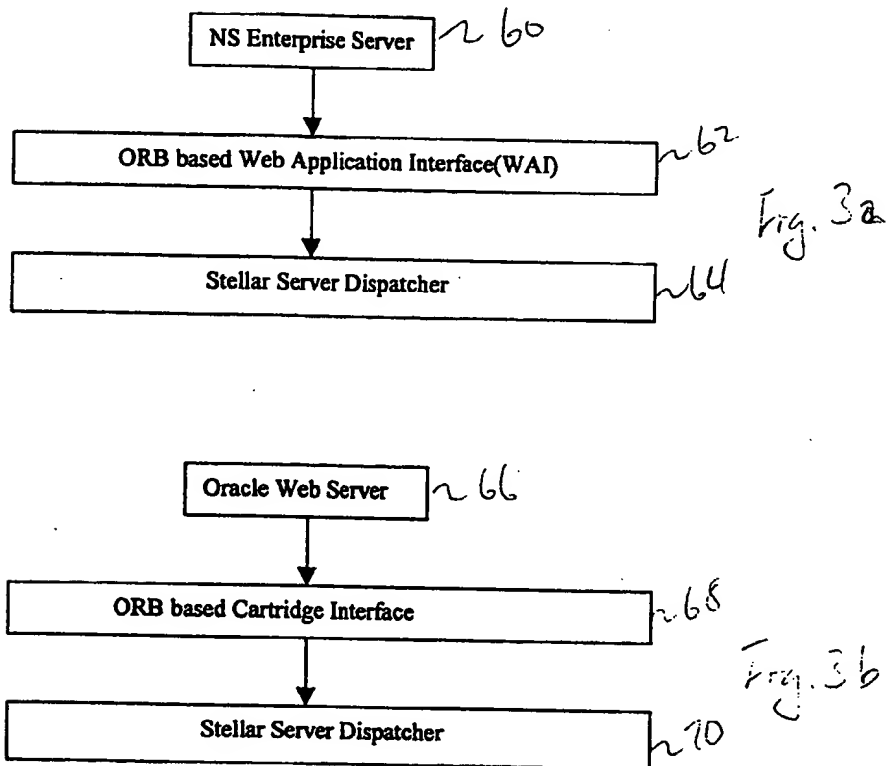 NS Enterprise Server ~ 60
ORB based Web Application Interface(WAI) ~62
Fig. 3a
Stellar Server Dispatcher ~64
Oracle Web Server ~ 66
ORB based Cartridge Interface ~68
Fig. 3b
Stellar Server Dispatcher ~70